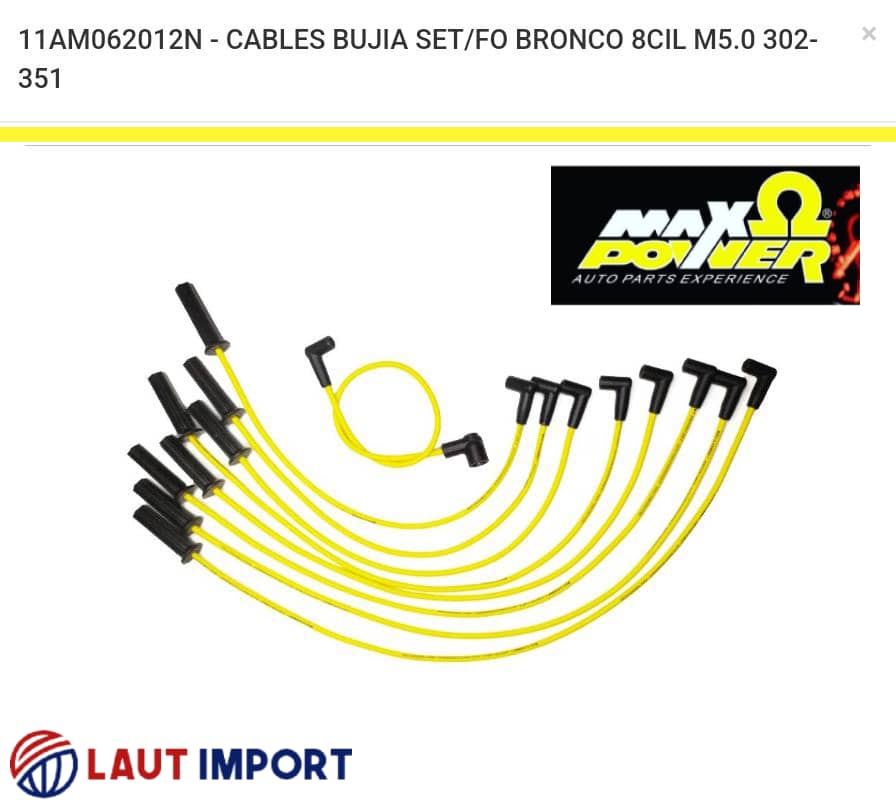 11AM062012N - CABLES BUJIA SET/FO BRONCO 8CIL M5.0 302-
351
×
MAX
POWER
®
AUTO PARTS EXPERIENCE
LAUT IMPORT